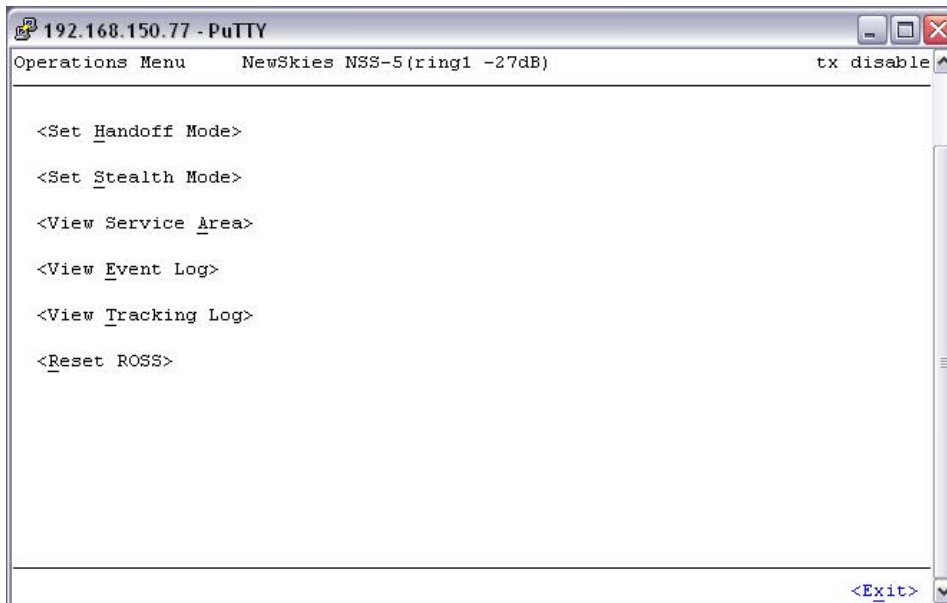 192.168.150.77 - PuTTY
Operations Menu NewSkies NSS-5(ring1 -27dB) tx disable
<Set Handoff Mode>
<Set Stealth Mode>
<View Service Area>
<View Event Log>
<View Tracking Log>
<Reset ROSS>
<Exit>